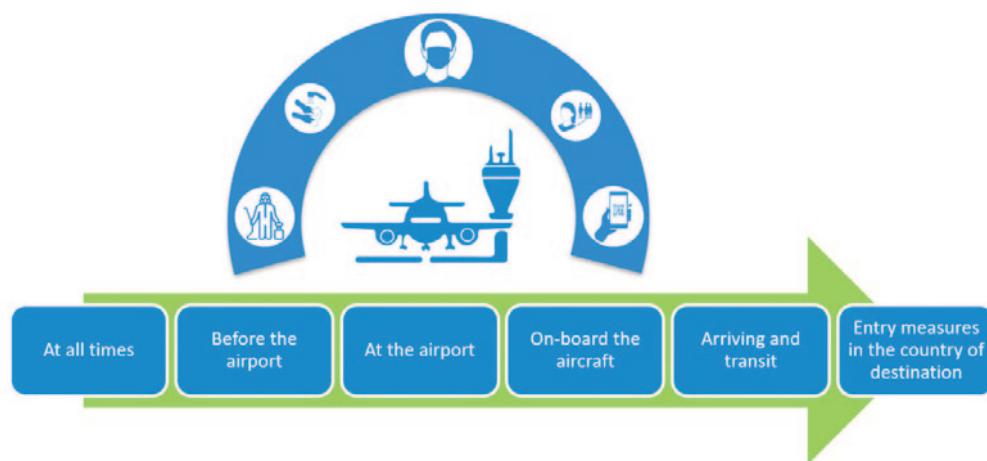 At all times
Before the
airport
At the airport
On-board the
aircraft
Arriving and
transit
Entry measures
in the country of
destination